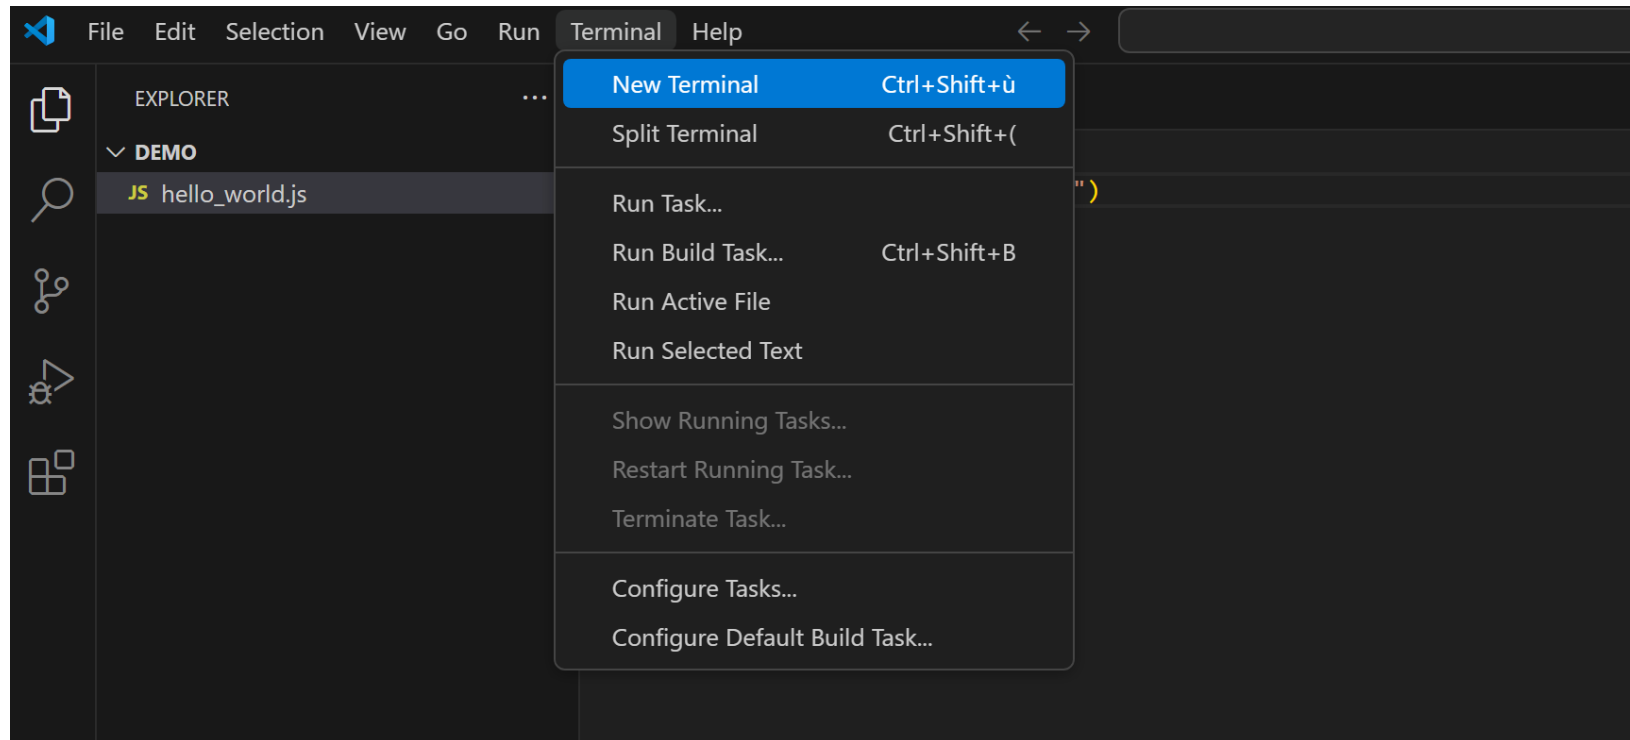 File Edit Selection View Go Run Terminal Help
EXPLORER
DEMO
JS hello_world.js
New Terminal Ctrl+Shift+ù
Split Terminal Ctrl+Shift+(
Run Task...
Run Build Task... Ctrl+Shift+B
Run Active File
Run Selected Text
Show Running Tasks...
Restart Running Task...
Terminate Task...
Configure Tasks...
Configure Default Build Task...
")